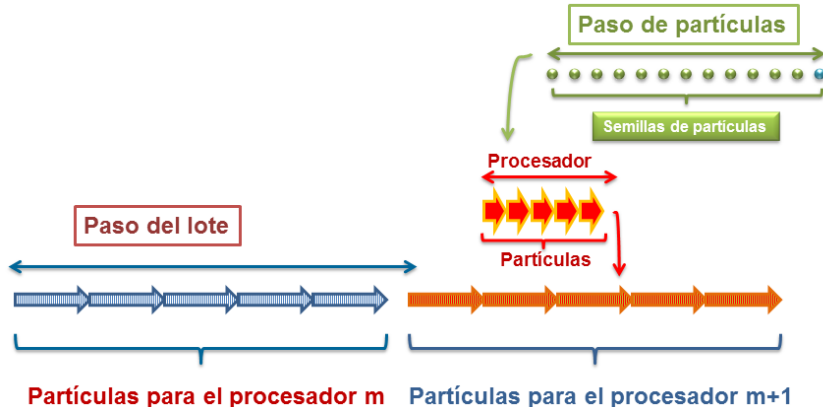 Paso de partículas
Semillas de particulas
Procesador
Partículas
Paso del lote
Partículas para el procesador m
Partículas para el procesador m+1